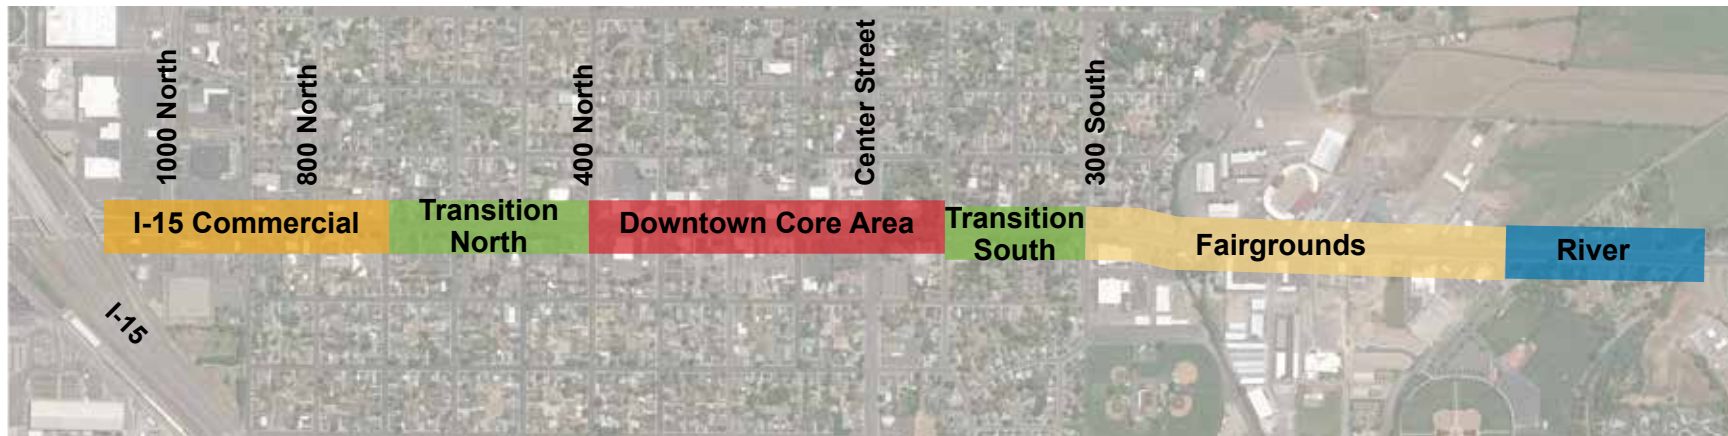 1000 North
800 North
400 North
Center Street
300 South
I-15 Commercial
Transition
North
Downtown Core Area
Transition
South
Fairgrounds
River
I-15